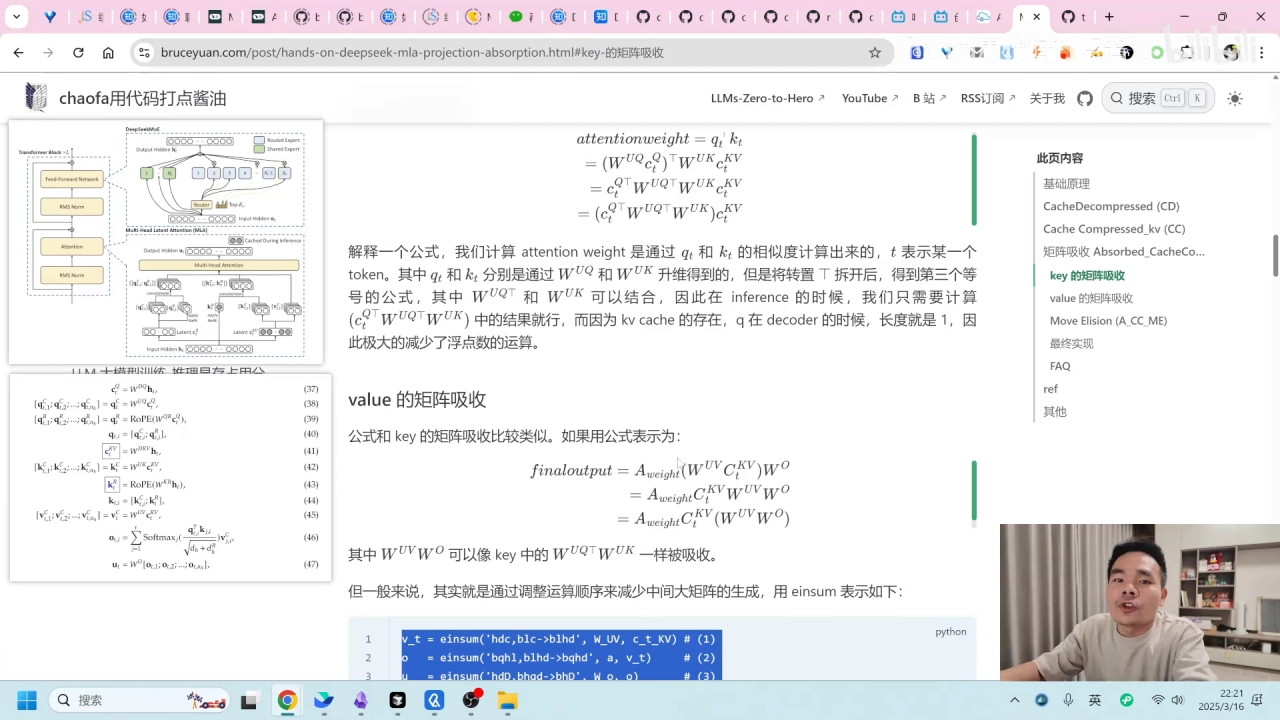 bruceyuan.com/post/hands-on-deepseek-mla-projection-absorption.html#key-的矩阵吸收
chaofa用代码打点酱油
LLMs-Zero-to-Hero
YouTube
B 站
RSS订阅
关于我
搜索
Ctrl
K
DeepSeekMoE
Output Hidden
Routed Expert
Shared Expert
Transformer Block ×L
Feed-Forward Network
RMS Norm
Attention
RMS Norm
Router
Input Hidden
Multi-Head Latent Attention (MLA)
Cached During Inference
Output Hidden
Multi-Head Attention
Input Hidden
attentionweight = q_t^⊤ k_t
= (W^{UQ} c_t^Q)^⊤ W^{UK} c_t^{KV}
= c_t^{Q⊤} W^{UQ⊤} W^{UK} c_t^{KV}
= (c_t^{Q⊤} W^{UQ⊤} W^{UK}) c_t^{KV}
解释一个公式，我们计算 attention weight 是通过 q_t 和 k_t 的相似度计算出来的，t 表示某一个
token。其中 q_t 和 k_t 分别是通过 W^{UQ} 和 W^{UK} 升维得到的，但是将转置 ⊤ 拆开后，得到第三个等
号的公式，其中 W^{UQ⊤} 和 W^{UK} 可以结合，因此在 inference 的时候，我们只需要计算
(c_t^{Q⊤} W^{UQ⊤} W^{UK}) 中的结果就行，而因为 kv cache 的存在，q 在 decoder 的时候，长度就是 1，因
此极大的减少了浮点数的运算。
value 的矩阵吸收
公式和 key 的矩阵吸收比较类似。如果用公式表示为：
finaloutput = A_{weight}(W^{UV} C_t^{KV})W^O
= A_{weight} C_t^{KV} W^{UV} W^O
= A_{weight} C_t^{KV} (W^{UV} W^O)
其中 W^{UV} W^O 可以像 key 中的 W^{UQ⊤} W^{UK} 一样被吸收。
但一般来说，其实就是通过调整运算顺序来减少中间大矩阵的生成，用 einsum 表示如下：
python
1 v_t = einsum('hdc,blc->blhd', W_UV, c_t_KV) # (1)
2 o = einsum('bqhl,blhd->bqhd', a, v_t) # (2)
(37)
(38)
(39)
(40)
(41)
(42)
(43)
(44)
(45)
(46)
(47)
此页内容
基础原理
CacheDecompressed (CD)
Cache Compressed_kv (CC)
矩阵吸收 Absorbed_CacheCo...
key 的矩阵吸收
value 的矩阵吸收
Move Elision (A_CC_ME)
最终实现
FAQ
ref
其他
搜索
22:21
2025/3/16